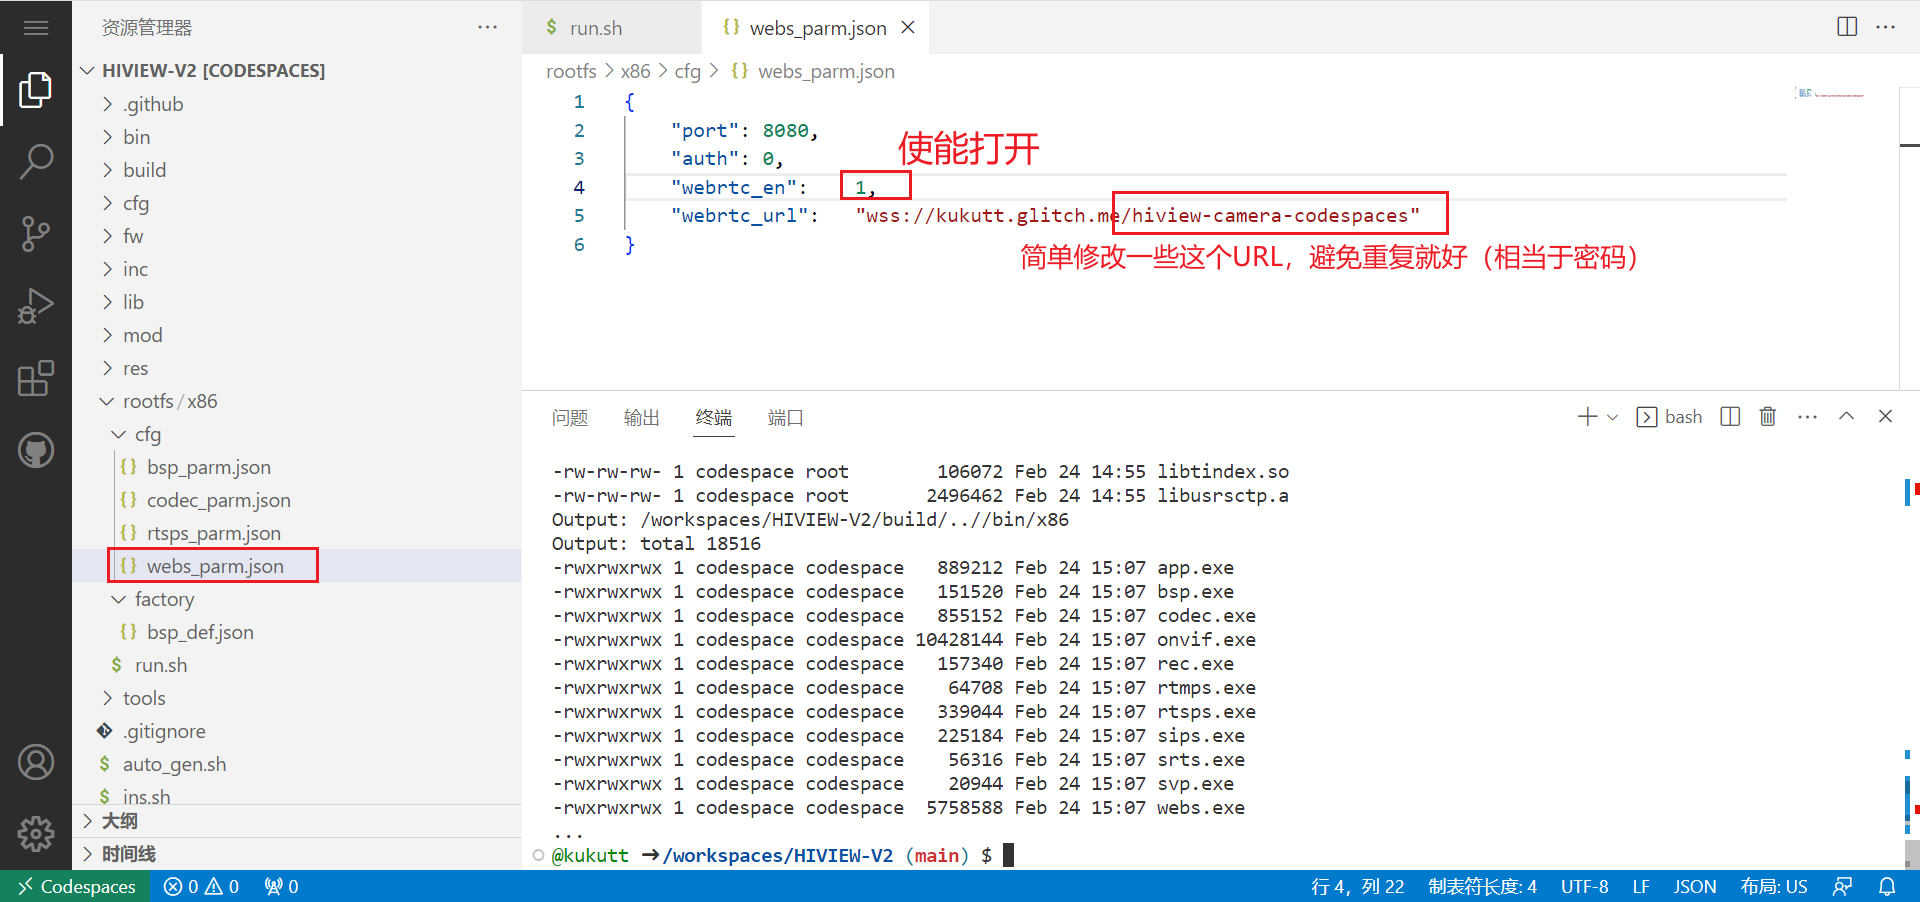 资源管理器
HIVIEW-V2 [CODESPACES]
.github
bin
build
cfg
fw
inc
lib
mod
res
rootfs / x86
cfg
{} bsp_parm.json
{} codec_parm.json
{} rtsps_parm.json
{} webs_parm.json
factory
{} bsp_def.json
$ run.sh
tools
.gitignore
$ auto_gen.sh
$ ins.sh
大纲
时间线
$ run.sh
{} webs_parm.json
rootfs > x86 > cfg > {} webs_parm.json
1 {
2 "port": 8080,
3 "auth": 0,
4 "webrtc_en": 1,
5 "webrtc_url": "wss://kukutt.glitch.me/hiview-camera-codespaces"
6 }
使能打开
简单修改一些这个URL，避免重复就好（相当于密码）
问题 输出 终端 端口
bash
-rw-rw-rw- 1 codespace root 106072 Feb 24 14:55 libtindex.so
-rw-rw-rw- 1 codespace root 2496462 Feb 24 14:55 libusrsctp.a
Output: /workspaces/HIVIEW-V2/build/..//bin/x86
Output: total 18516
-rwxrwxrwx 1 codespace codespace 889212 Feb 24 15:07 app.exe
-rwxrwxrwx 1 codespace codespace 151520 Feb 24 15:07 bsp.exe
-rwxrwxrwx 1 codespace codespace 855152 Feb 24 15:07 codec.exe
-rwxrwxrwx 1 codespace codespace 10428144 Feb 24 15:07 onvif.exe
-rwxrwxrwx 1 codespace codespace 157340 Feb 24 15:07 rec.exe
-rwxrwxrwx 1 codespace codespace 64708 Feb 24 15:07 rtmps.exe
-rwxrwxrwx 1 codespace codespace 339044 Feb 24 15:07 rtsps.exe
-rwxrwxrwx 1 codespace codespace 225184 Feb 24 15:07 sips.exe
-rwxrwxrwx 1 codespace codespace 56316 Feb 24 15:07 srts.exe
-rwxrwxrwx 1 codespace codespace 20944 Feb 24 15:07 svp.exe
-rwxrwxrwx 1 codespace codespace 5758588 Feb 24 15:07 webs.exe
...
@kukutt ➜/workspaces/HIVIEW-V2 (main) $
Codespaces 0 0 0
行 4，列 22 制表符长度: 4 UTF-8 LF JSON 布局: US